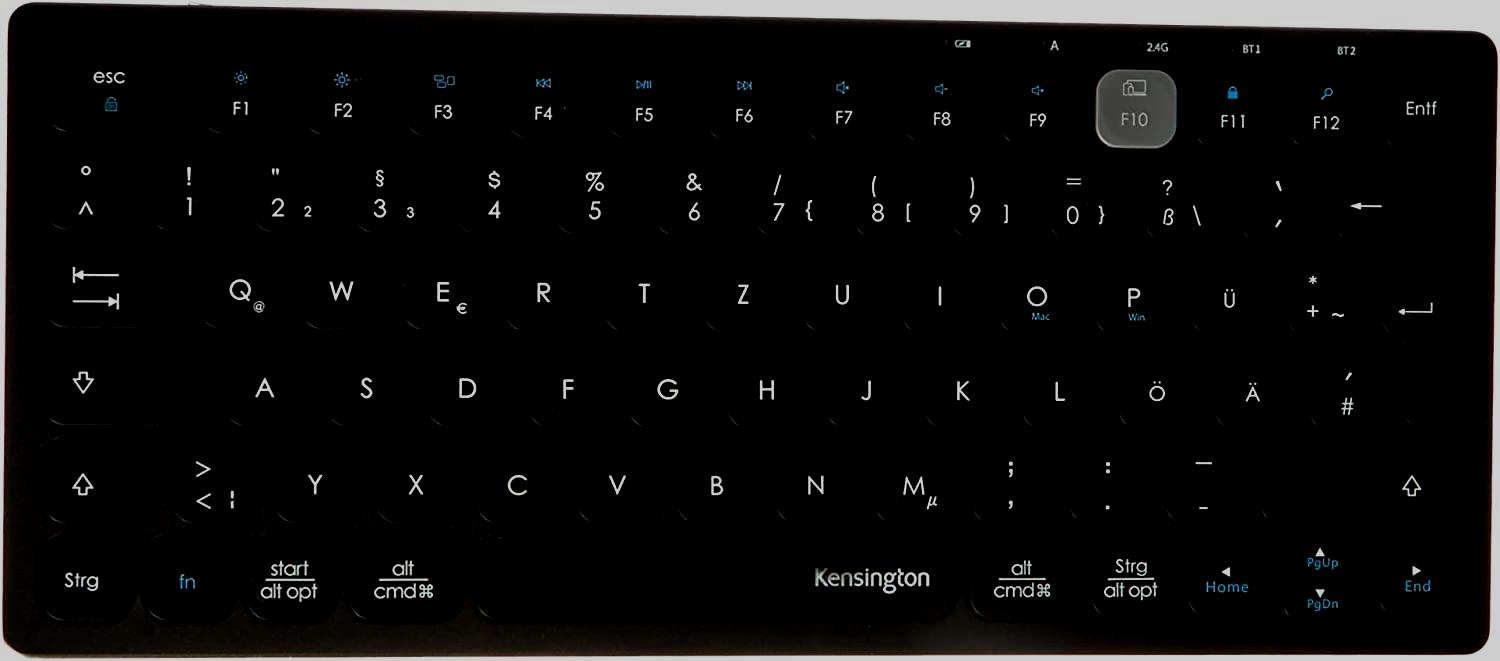 A 2.4G BT1 BT2
esc F1 F2 F3 F4 F5 F6 F7 F8 F9 F10 F11 F12 Entf
° ! " § $ % & / ( ) = ? `
^ 1 2 ² 3 ³ 4 5 6 7 { 8 [ 9 ] 0 } ß \ ´ ←
Q @ W E € R T Z U I O P Ü * + ~
Mac Win
A S D F G H J K L Ö Ä ' #
> < ¦ Y X C V B N M µ ; , : . _ -
Strg fn start alt Kensington alt Strg PgUp
alt opt cmd⌘ cmd⌘ alt opt Home PgDn End